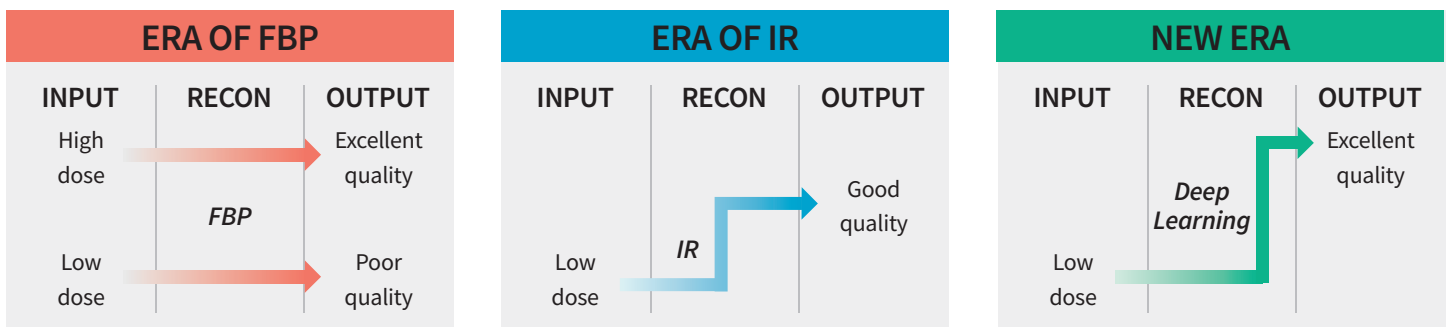 ERA OF FBP
INPUT RECON OUTPUT
High
dose
Excellent
quality
FBP
Low
dose
Poor
quality
ERA OF IR
INPUT RECON OUTPUT
Good
quality
IR
Low
dose
NEW ERA
INPUT RECON OUTPUT
Excellent
quality
Deep
Learning
Low
dose